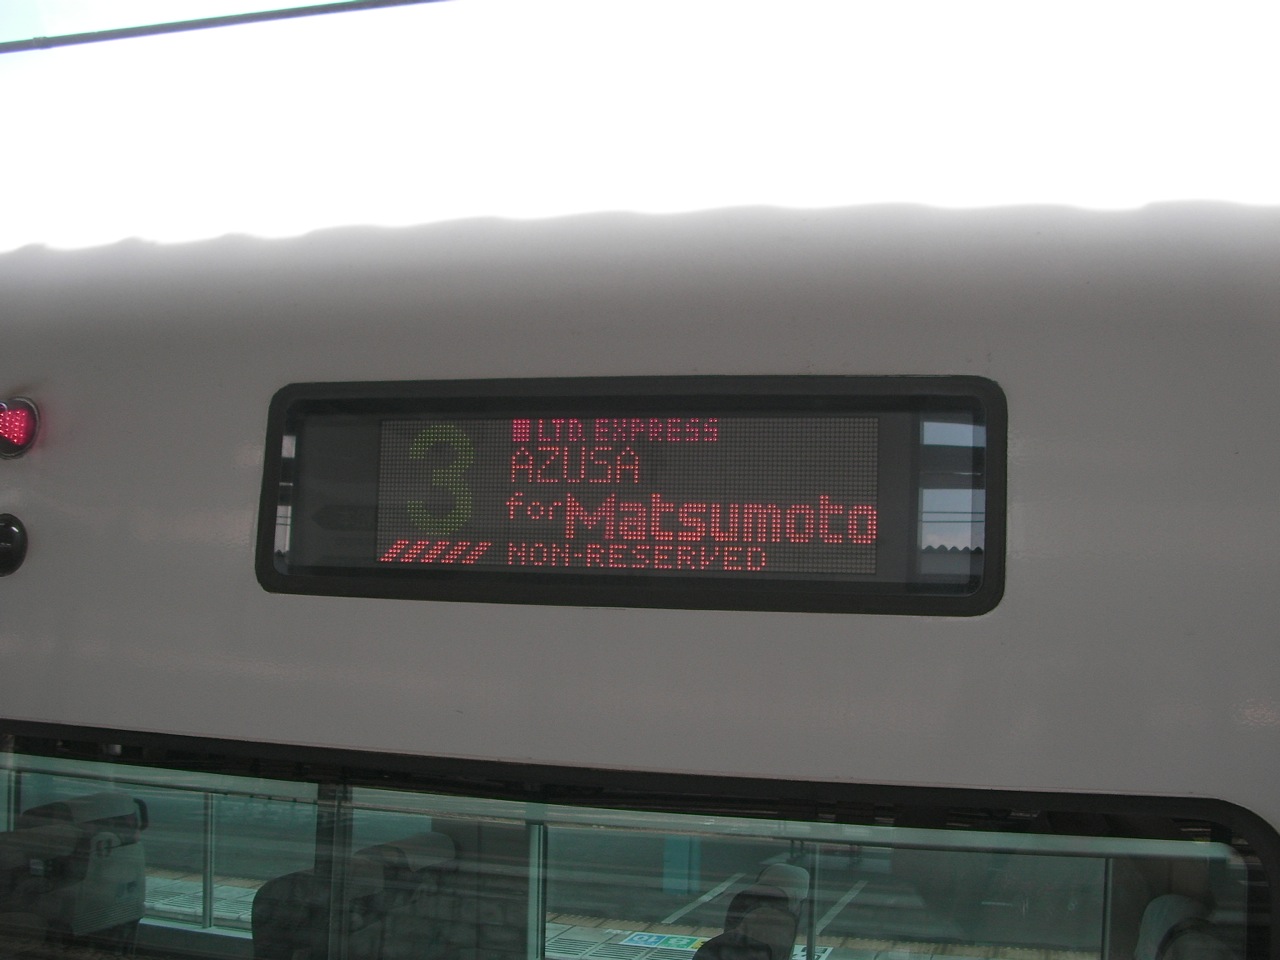 3
LTD. EXPRESS
AZUSA
for Matsumoto
NON-RESERVED